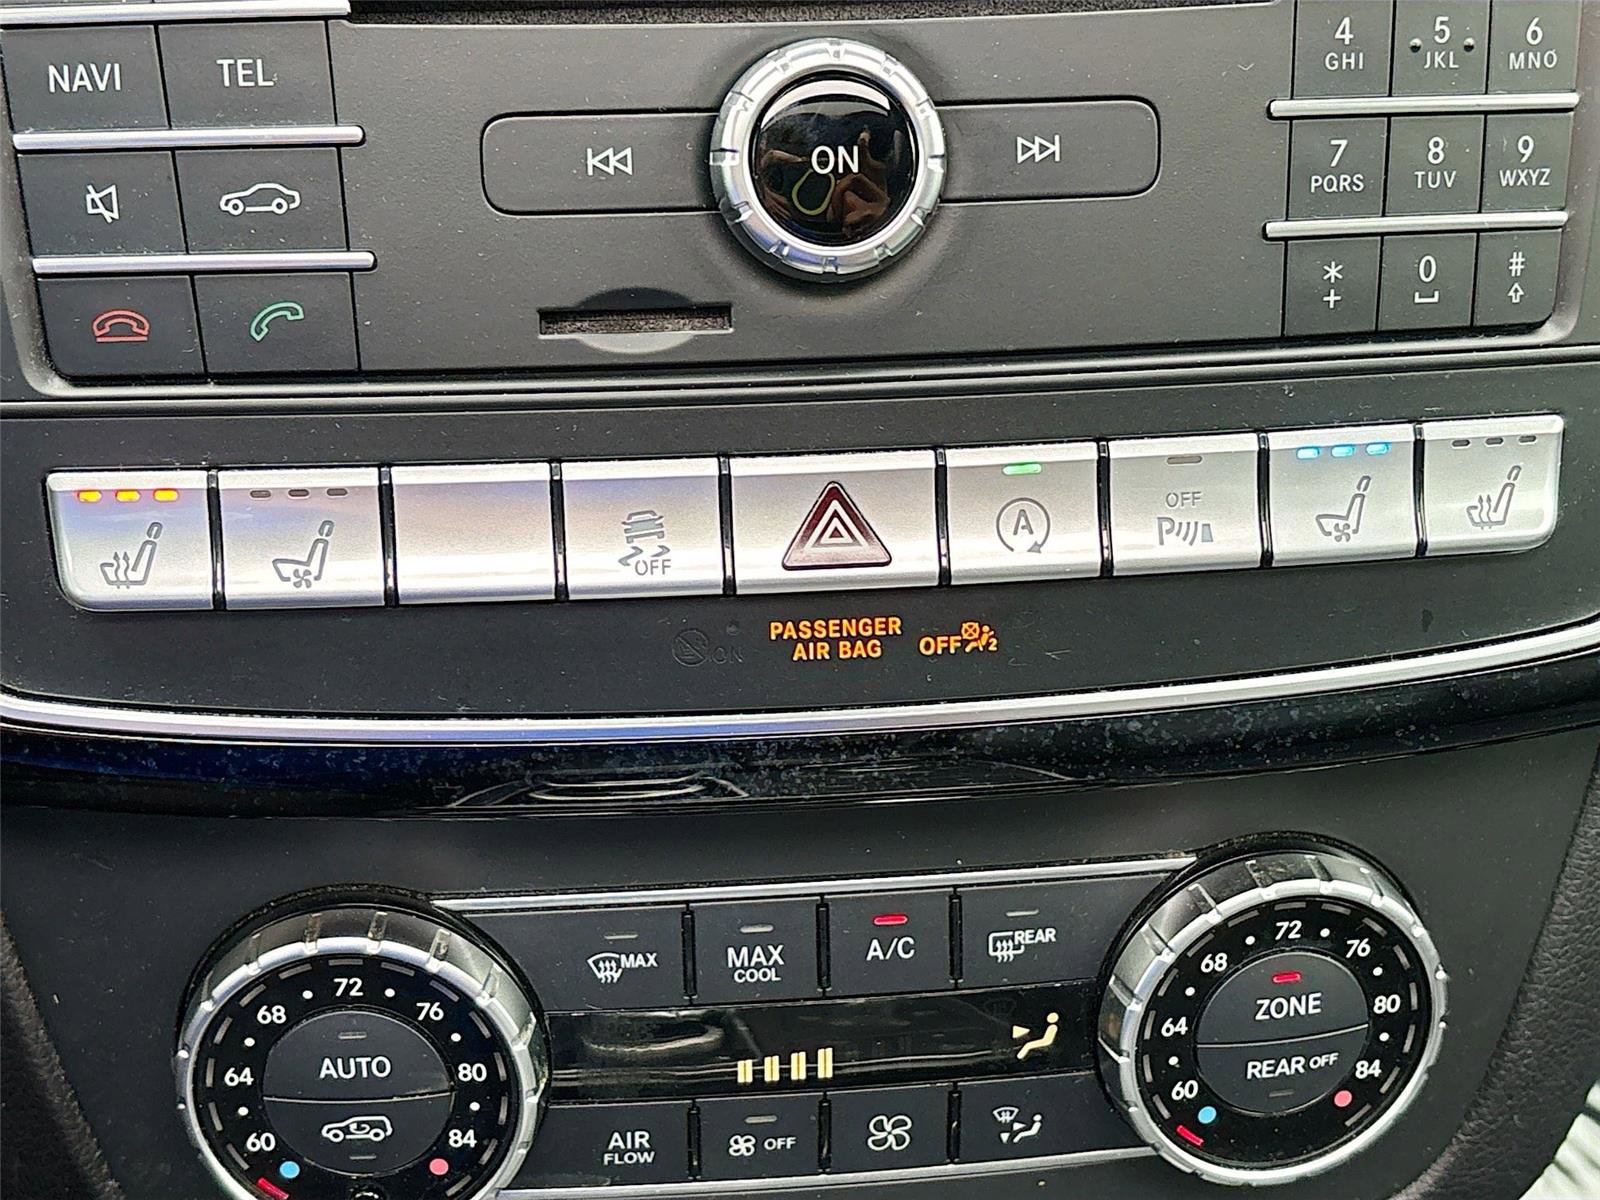 NAVI
TEL
ON
4
GHI
5
JKL
6
MNO
7
PQRS
8
TUV
9
WXYZ
*
+
0
#
OFF
A
OFF
P
ON
PASSENGER
AIR BAG
OFF
2
MAX
MAX
COOL
A/C
REAR
60
64
68
72
76
80
84
AUTO
60
64
68
72
76
80
84
ZONE
REAR OFF
AIR
FLOW
OFF